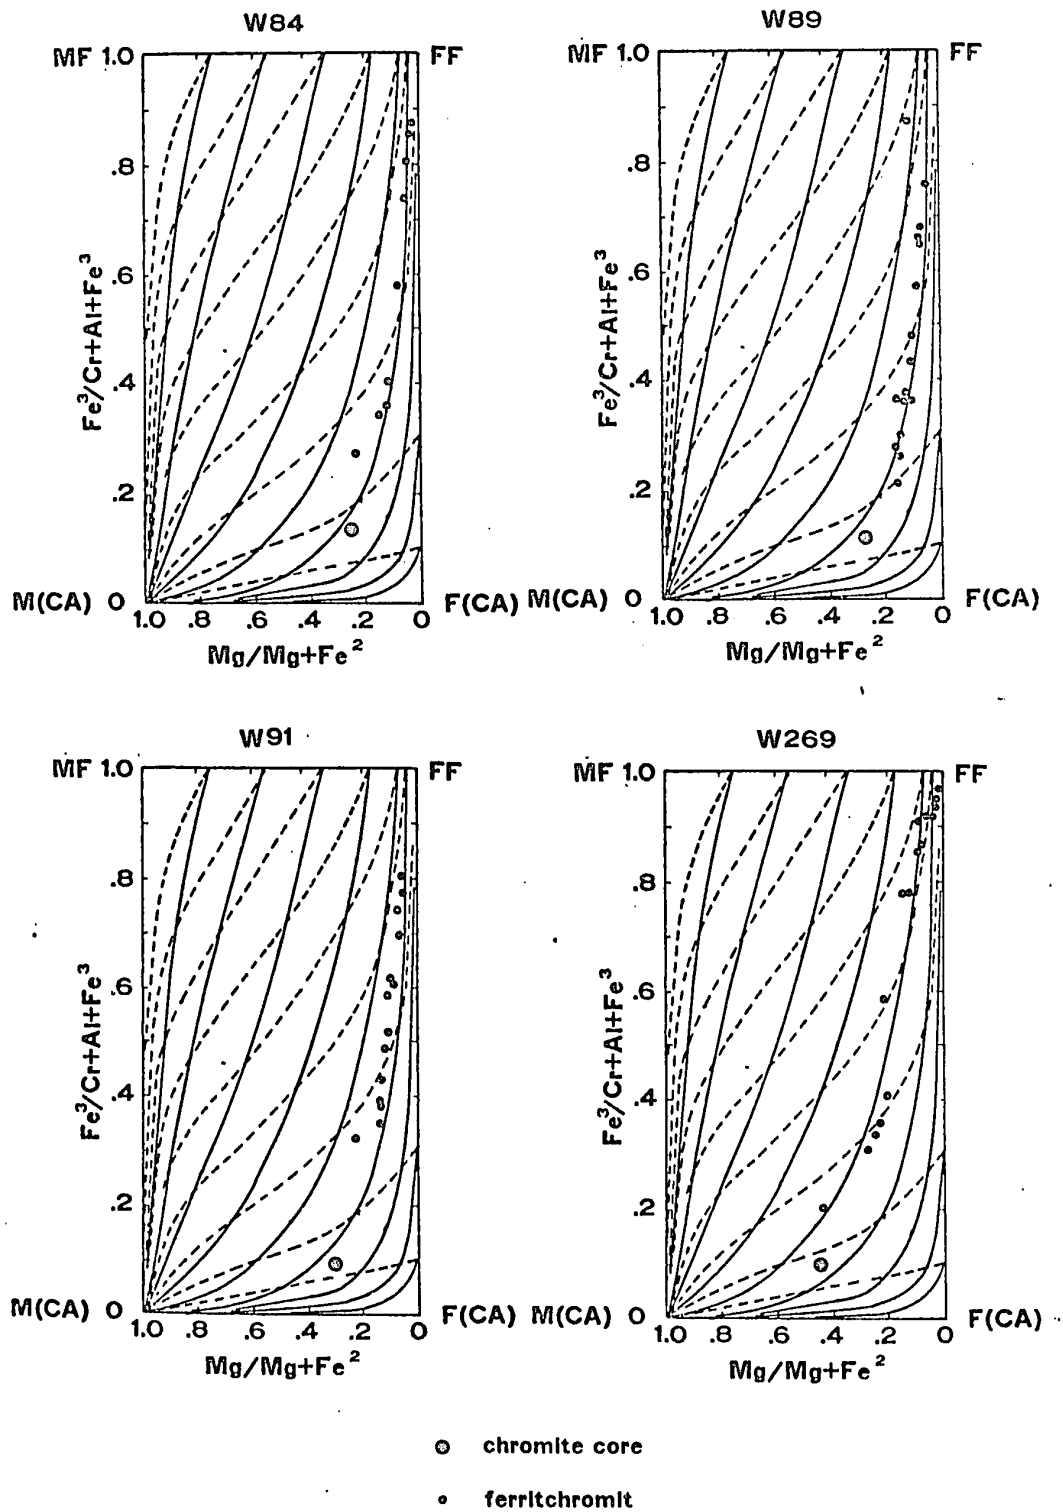 W84
MF 1.0 FF
.8
.6
Fe³/Cr+Al+Fe³
.4
.2
M(CA) 0 F(CA)
1.0 .8 .6 .4 .2 0
Mg/Mg+Fe²
W89
MF 1.0 FF
.8
.6
Fe³/Cr+Al+Fe³
.4
.2
M(CA) 0 F(CA)
1.0 .8 .6 .4 .2 0
Mg/Mg+Fe²
W91
MF 1.0 FF
.8
.6
Fe³/Cr+Al+Fe³
.4
.2
M(CA) 0 F(CA)
1.0 .8 .6 .4 .2 0
Mg/Mg+Fe²
W269
MF 1.0 FF
.8
.6
Fe³/Cr+Al+Fe³
.4
.2
M(CA) 0 F(CA)
1.0 .8 .6 .4 .2 0
Mg/Mg+Fe²
chromite core
ferritchromit